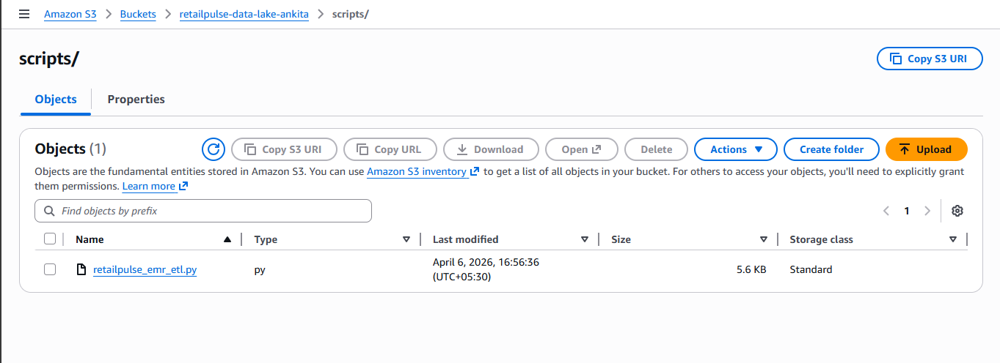 Amazon S3 > Buckets > retailpulse-data-lake-ankita > scripts/
scripts/
Copy S3 URI
Objects
Properties
Objects (1)
Copy S3 URI
Copy URL
Download
Open
Delete
Actions
Create folder
Upload
Objects are the fundamental entities stored in Amazon S3. You can use Amazon S3 inventory to get a list of all objects in your bucket. For others to access your objects, you'll need to explicitly grant
them permissions. Learn more
Find objects by prefix
1
Name Type Last modified Size Storage class
retailpulse_emr_etl.py py April 6, 2026, 16:56:36 5.6 KB Standard
(UTC+05:30)